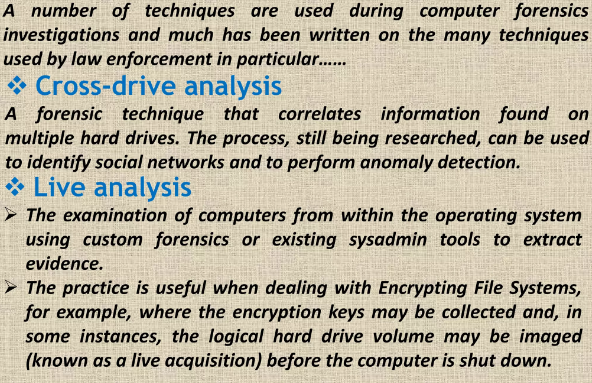 A number of techniques are used during computer forensics
investigations and much has been written on the many techniques
used by law enforcement in particular……
❖ Cross-drive analysis
A forensic technique that correlates information found on
multiple hard drives. The process, still being researched, can be used
to identify social networks and to perform anomaly detection.
❖ Live analysis
➢ The examination of computers from within the operating system
using custom forensics or existing sysadmin tools to extract
evidence.
➢ The practice is useful when dealing with Encrypting File Systems,
for example, where the encryption keys may be collected and, in
some instances, the logical hard drive volume may be imaged
(known as a live acquisition) before the computer is shut down.